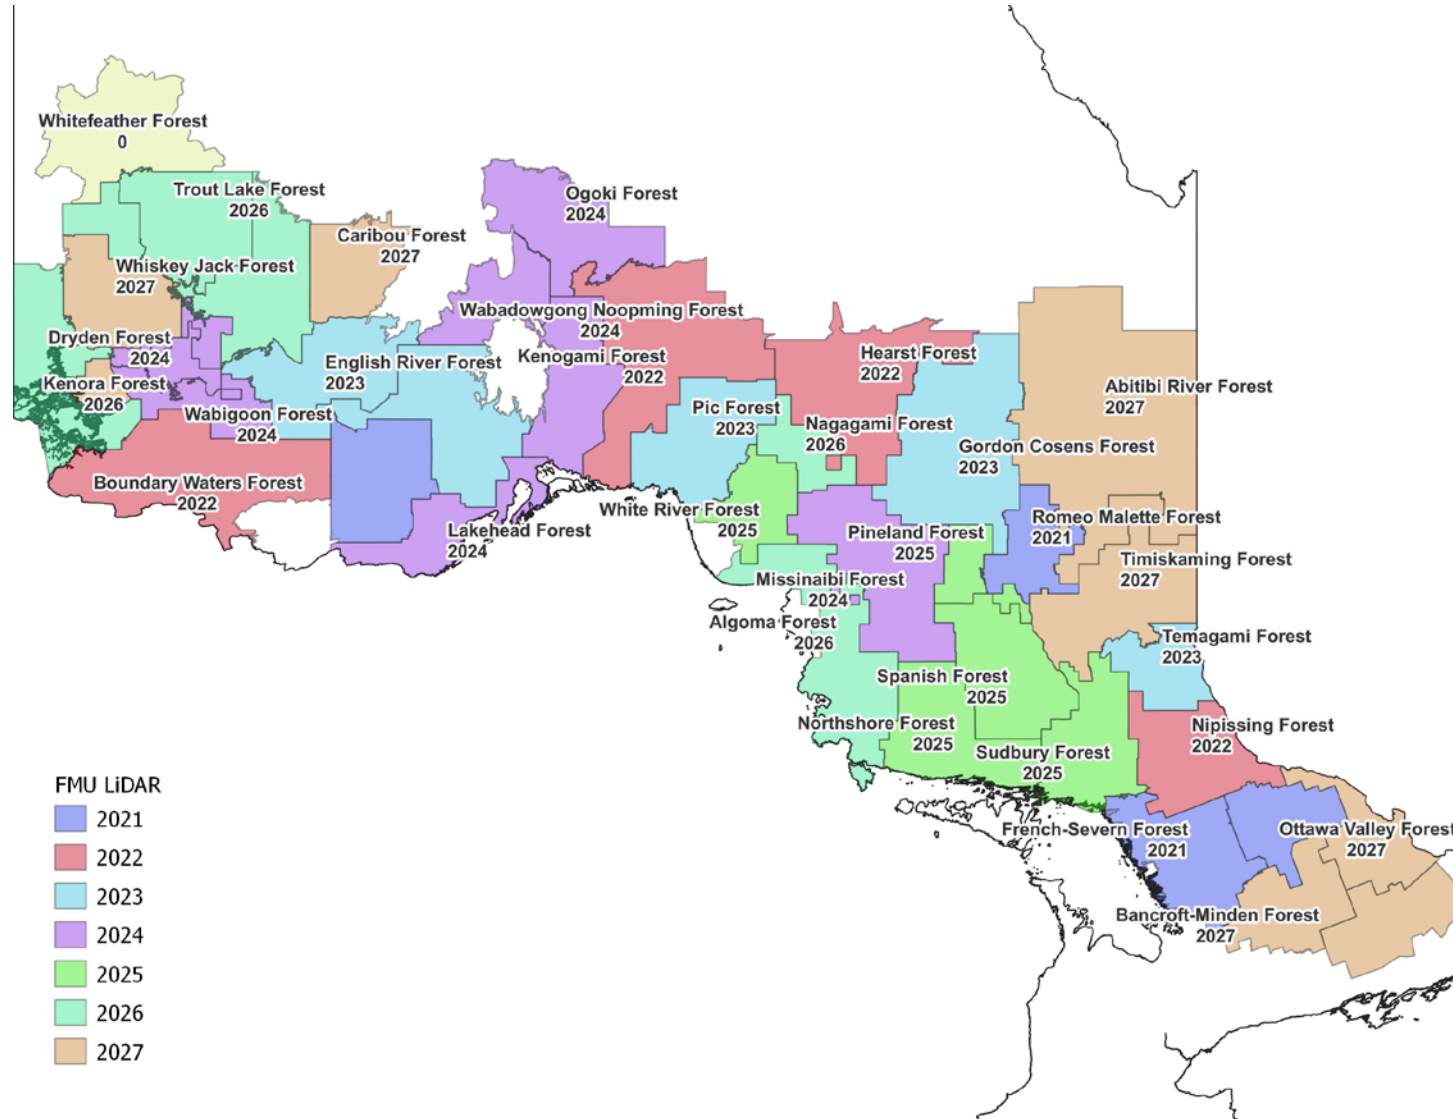 Whitefeather Forest
0
Trout Lake Forest
2026
Ogoki Forest
2024
Caribou Forest
2027
Whiskey Jack Forest
2027
Wabadowgong Noopming Forest
2024
Dryden Forest
2024
English River Forest
2023
Kenogami Forest
2022
Hearst Forest
2022
Kenora Forest
2026
Abitibi River Forest
2027
Wabigoon Forest
2024
Pic Forest
2023
Nagagami Forest
2026
Gordon Cosens Forest
2023
Boundary Waters Forest
2022
White River Forest
2025
Romeo Malette Forest
2021
Lakehead Forest
2024
Pineland Forest
2025
Timiskaming Forest
2027
Missinaibi Forest
2024
Algoma Forest
2026
Temagami Forest
2023
Spanish Forest
2025
Northshore Forest
2025
Nipissing Forest
2022
Sudbury Forest
2025
French-Severn Forest
2021
Ottawa Valley Forest
2027
Bancroft-Minden Forest
2027
FMU LiDAR
2021
2022
2023
2024
2025
2026
2027